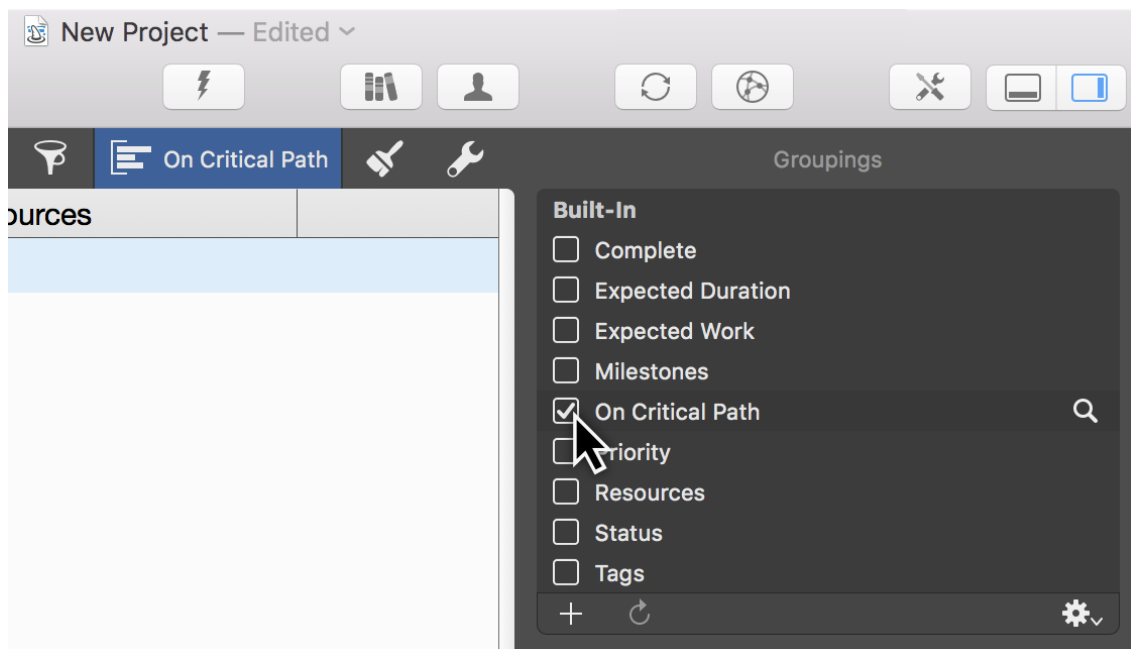 New Project — Edited
On Critical Path
Groupings
ources
Built-In
Complete
Expected Duration
Expected Work
Milestones
On Critical Path
Priority
Resources
Status
Tags